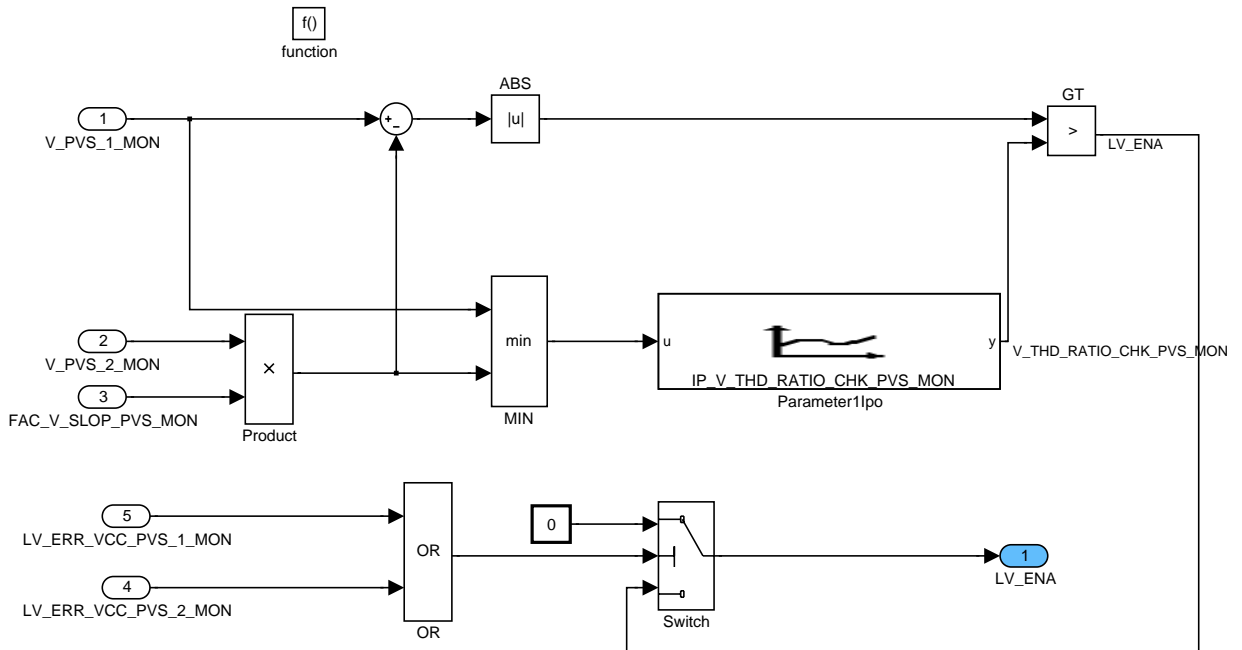 f()
function
ABS
GT
1
V_PVS_1_MON
+
−
|u|
>
LV_ENA
2
V_PVS_2_MON
3
FAC_V_SLOP_PVS_MON
×
Product
min
MIN
u
y
IP_V_THD_RATIO_CHK_PVS_MON
Parameter1Ipo
V_THD_RATIO_CHK_PVS_MON
5
LV_ERR_VCC_PVS_1_MON
4
LV_ERR_VCC_PVS_2_MON
OR
OR
0
Switch
1
LV_ENA